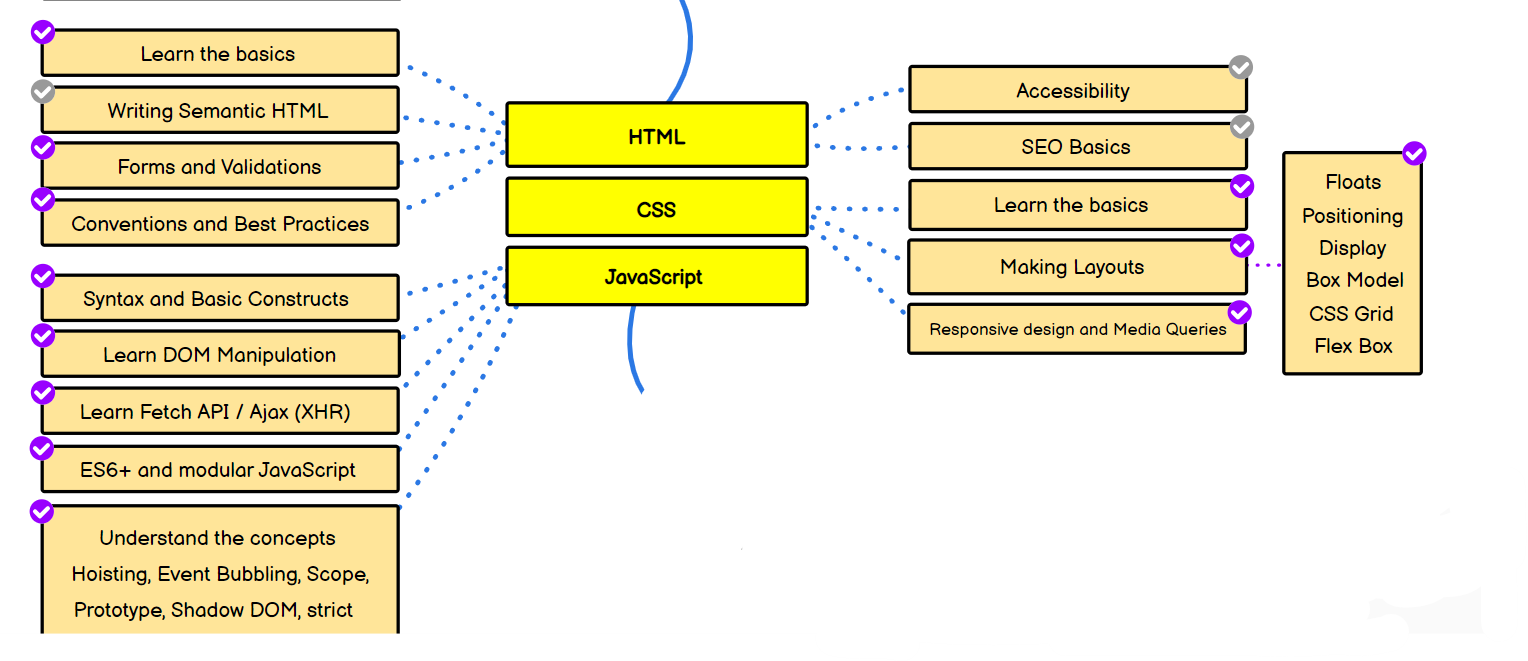 Learn the basics
Writing Semantic HTML
Forms and Validations
Conventions and Best Practices
Syntax and Basic Constructs
Learn DOM Manipulation
Learn Fetch API / Ajax (XHR)
ES6+ and modular JavaScript
Understand the concepts
Hoisting, Event Bubbling, Scope,
Prototype, Shadow DOM, strict
HTML
CSS
JavaScript
Accessibility
SEO Basics
Learn the basics
Making Layouts
Responsive design and Media Queries
Floats
Positioning
Display
Box Model
CSS Grid
Flex Box